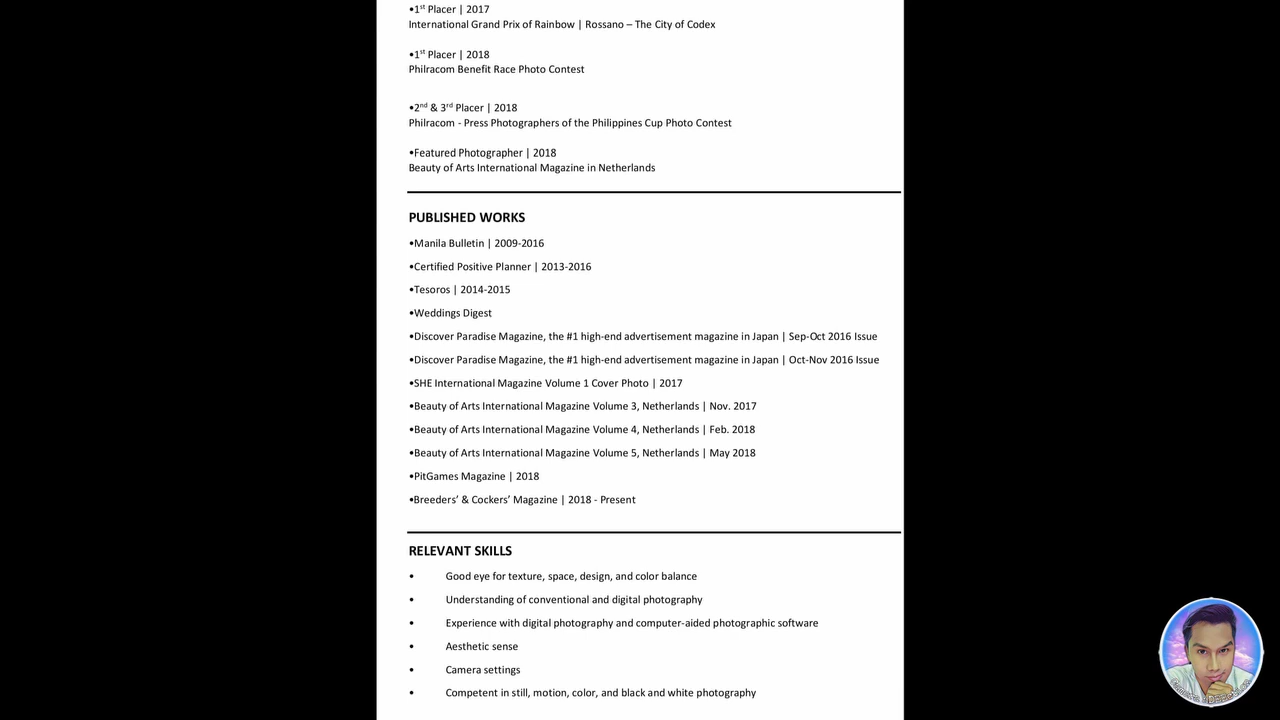 •1st Placer | 2017
International Grand Prix of Rainbow | Rossano – The City of Codex
•1st Placer | 2018
Philracom Benefit Race Photo Contest
•2nd & 3rd Placer | 2018
Philracom - Press Photographers of the Philippines Cup Photo Contest
•Featured Photographer | 2018
Beauty of Arts International Magazine in Netherlands
PUBLISHED WORKS
•Manila Bulletin | 2009-2016
•Certified Positive Planner | 2013-2016
•Tesoros | 2014-2015
•Weddings Digest
•Discover Paradise Magazine, the #1 high-end advertisement magazine in Japan | Sep-Oct 2016 Issue
•Discover Paradise Magazine, the #1 high-end advertisement magazine in Japan | Oct-Nov 2016 Issue
•SHE International Magazine Volume 1 Cover Photo | 2017
•Beauty of Arts International Magazine Volume 3, Netherlands | Nov. 2017
•Beauty of Arts International Magazine Volume 4, Netherlands | Feb. 2018
•Beauty of Arts International Magazine Volume 5, Netherlands | May 2018
•PitGames Magazine | 2018
•Breeders’ & Cockers’ Magazine | 2018 - Present
RELEVANT SKILLS
• Good eye for texture, space, design, and color balance
• Understanding of conventional and digital photography
• Experience with digital photography and computer-aided photographic software
• Aesthetic sense
• Camera settings
• Competent in still, motion, color, and black and white photography